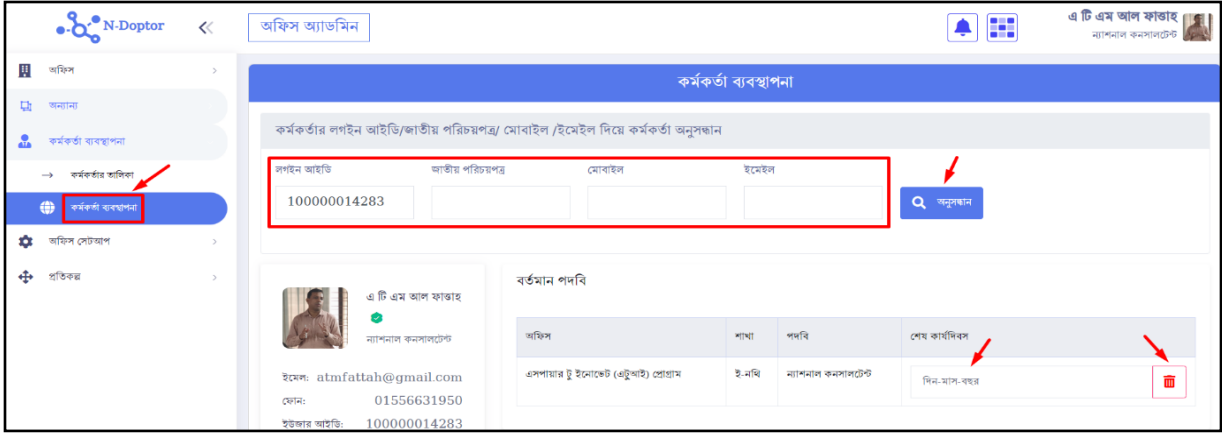 N-Doptor
অফিস অ্যাডমিন
এ টি এম আল ফাত্তাহ
ন্যাশনাল কনসালটেন্ট
অফিস
অন্যান্য
কর্মকর্তা ব্যবস্থাপনা
কর্মকর্তার তালিকা
কর্মকর্তা ব্যবস্থাপনা
অফিস সেটআপ
প্রতিকল্প
কর্মকর্তা ব্যবস্থাপনা
কর্মকর্তার লগইন আইডি/জাতীয় পরিচয়পত্র/ মোবাইল /ইমেইল দিয়ে কর্মকর্তা অনুসন্ধান
লগইন আইডি জাতীয় পরিচয়পত্র মোবাইল ইমেইল
100000014283
অনুসন্ধান
এ টি এম আল ফাত্তাহ
ন্যাশনাল কনসালটেন্ট
ইমেল: atmfattah@gmail.com
ফোন: 01556631950
ইউজার আইডি: 100000014283
বর্তমান পদবি
অফিস শাখা পদবি শেষ কার্যদিবস
এসপায়ার টু ইনোভেট (এটুআই) প্রোগ্রাম ই-নথি ন্যাশনাল কনসালটেন্ট দিন-মাস-বছর